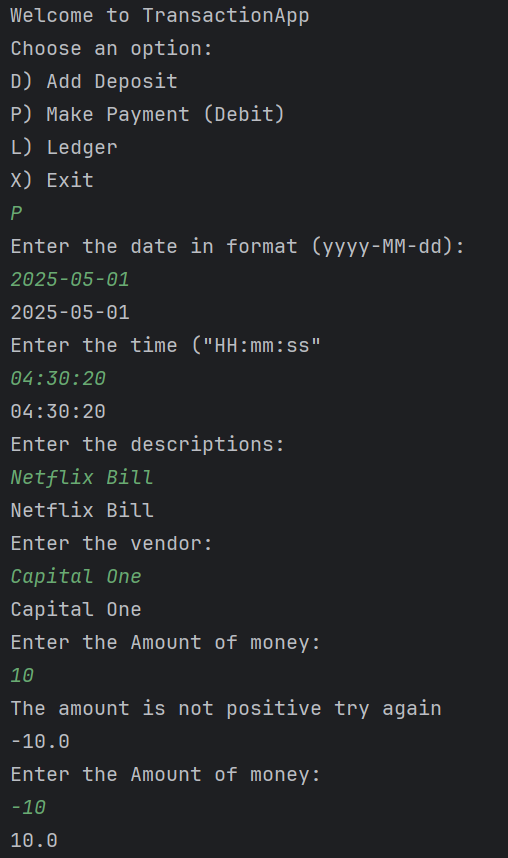 Welcome to TransactionApp
Choose an option:
D) Add Deposit
P) Make Payment (Debit)
L) Ledger
X) Exit
P
Enter the date in format (yyyy-MM-dd):
2025-05-01
2025-05-01
Enter the time ("HH:mm:ss"
04:30:20
04:30:20
Enter the descriptions:
Netflix Bill
Netflix Bill
Enter the vendor:
Capital One
Capital One
Enter the Amount of money:
10
The amount is not positive try again
-10.0
Enter the Amount of money:
-10
10.0